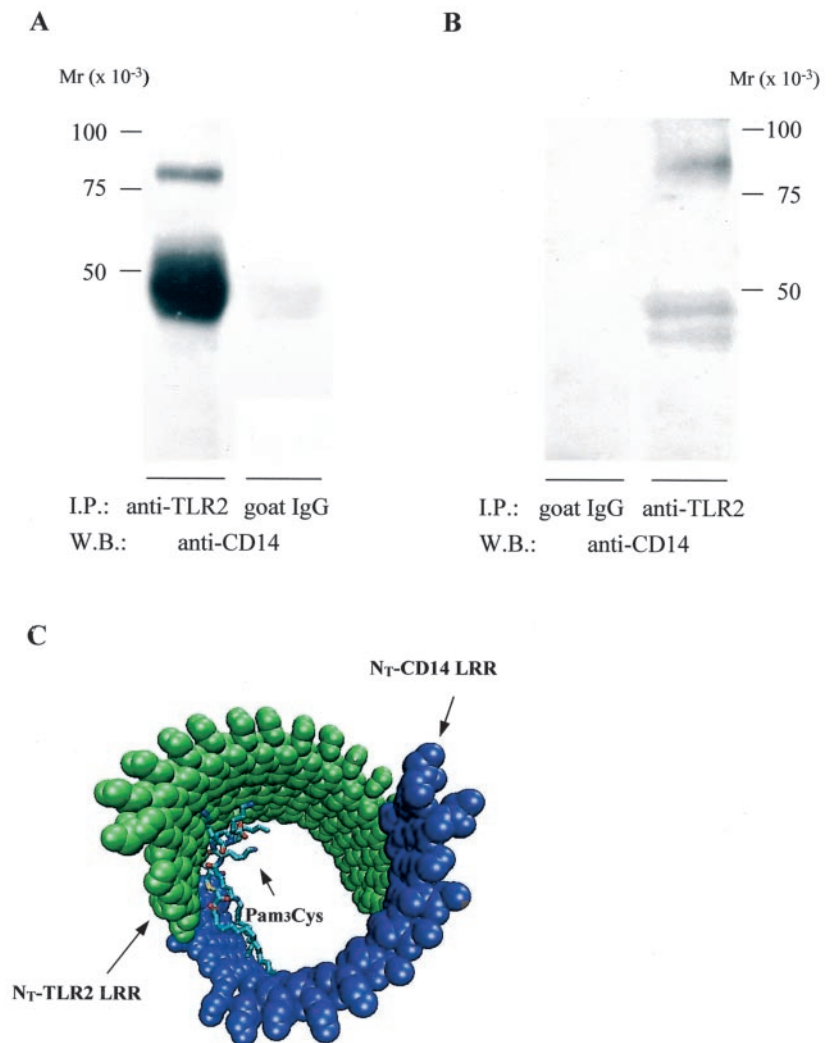 A
Mr (x 10⁻³)
100
75
50
I.P.: anti-TLR2 goat IgG
W.B.: anti-CD14
B
Mr (x 10⁻³)
100
75
50
I.P.: goat IgG anti-TLR2
W.B.: anti-CD14
C
NT-CD14 LRR
Pam3Cys
NT-TLR2 LRR